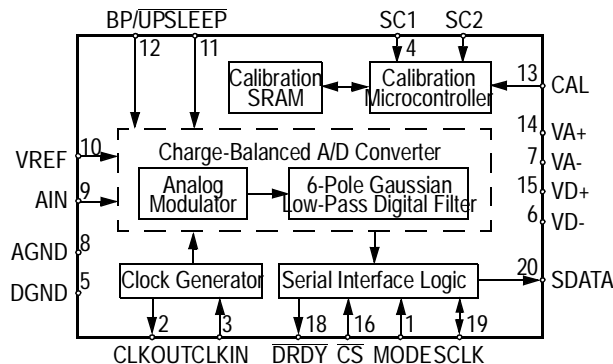 BP/UPSLEEP SC1 SC2
12 11 4
Calibration SRAM
Calibration Microcontroller
13 CAL
14 VA+
7 VA-
15 VD+
6 VD-
VREF 10
AIN 9
AGND 8
DGND 5
Charge-Balanced A/D Converter
Analog Modulator
6-Pole Gaussian Low-Pass Digital Filter
Clock Generator
Serial Interface Logic
20 SDATA
2 3 18 16 1 19
CLKOUT CLKIN DRDY CS MODE SCLK